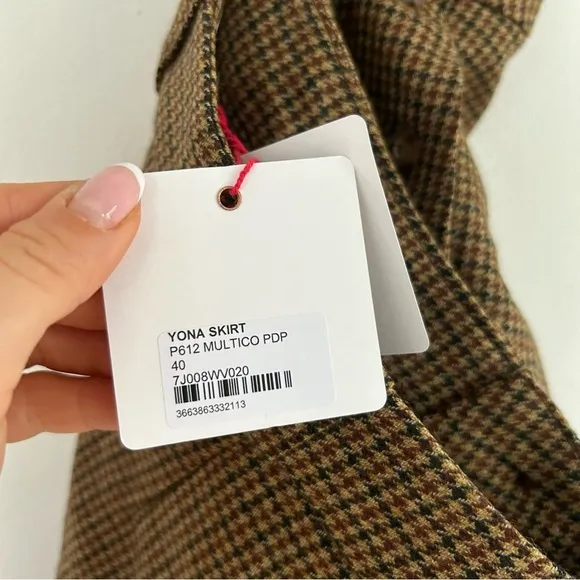 YONA SKIRT
P612 MULTICO PDP
40
7J008WV020
3663863332113